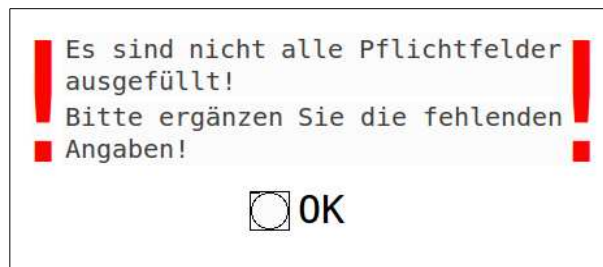 Es sind nicht alle Pflichtfelder
ausgefüllt!
Bitte ergänzen Sie die fehlenden
Angaben!
OK